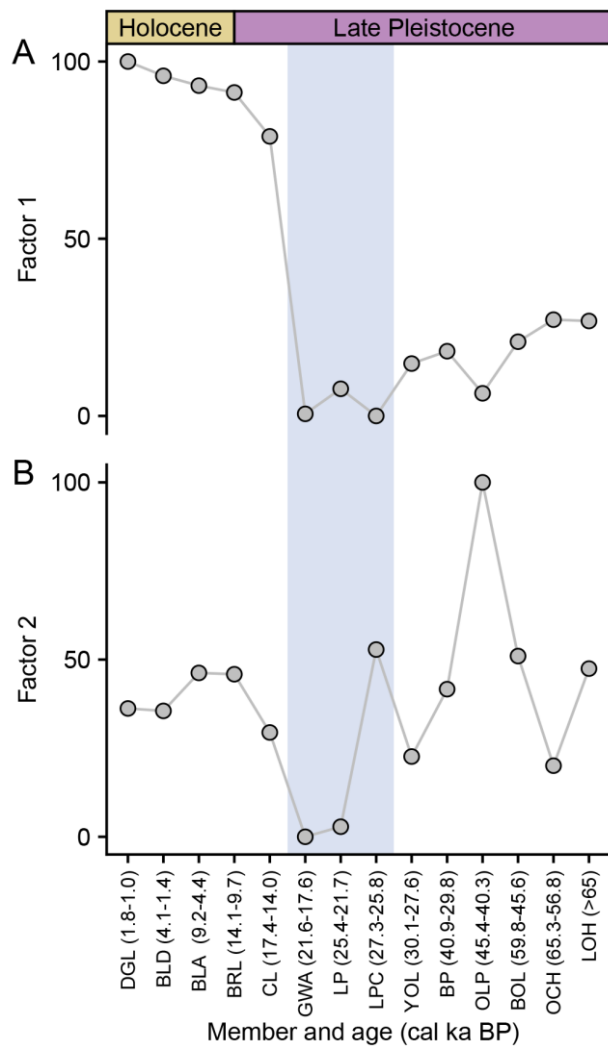 Holocene
Late Pleistocene
A
100
50
0
Factor 1
B
100
50
0
Factor 2
DGL (1.8-1.0)
BLD (4.1-1.4)
BLA (9.2-4.4)
BRL (14.1-9.7)
CL (17.4-14.0)
GWA (21.6-17.6)
LP (25.4-21.7)
LPC (27.3-25.8)
YOL (30.1-27.6)
BP (40.9-29.8)
OLP (45.4-40.3)
BOL (59.8-45.6)
OCH (65.3-56.8)
LOH (>65)
Member and age (cal ka BP)